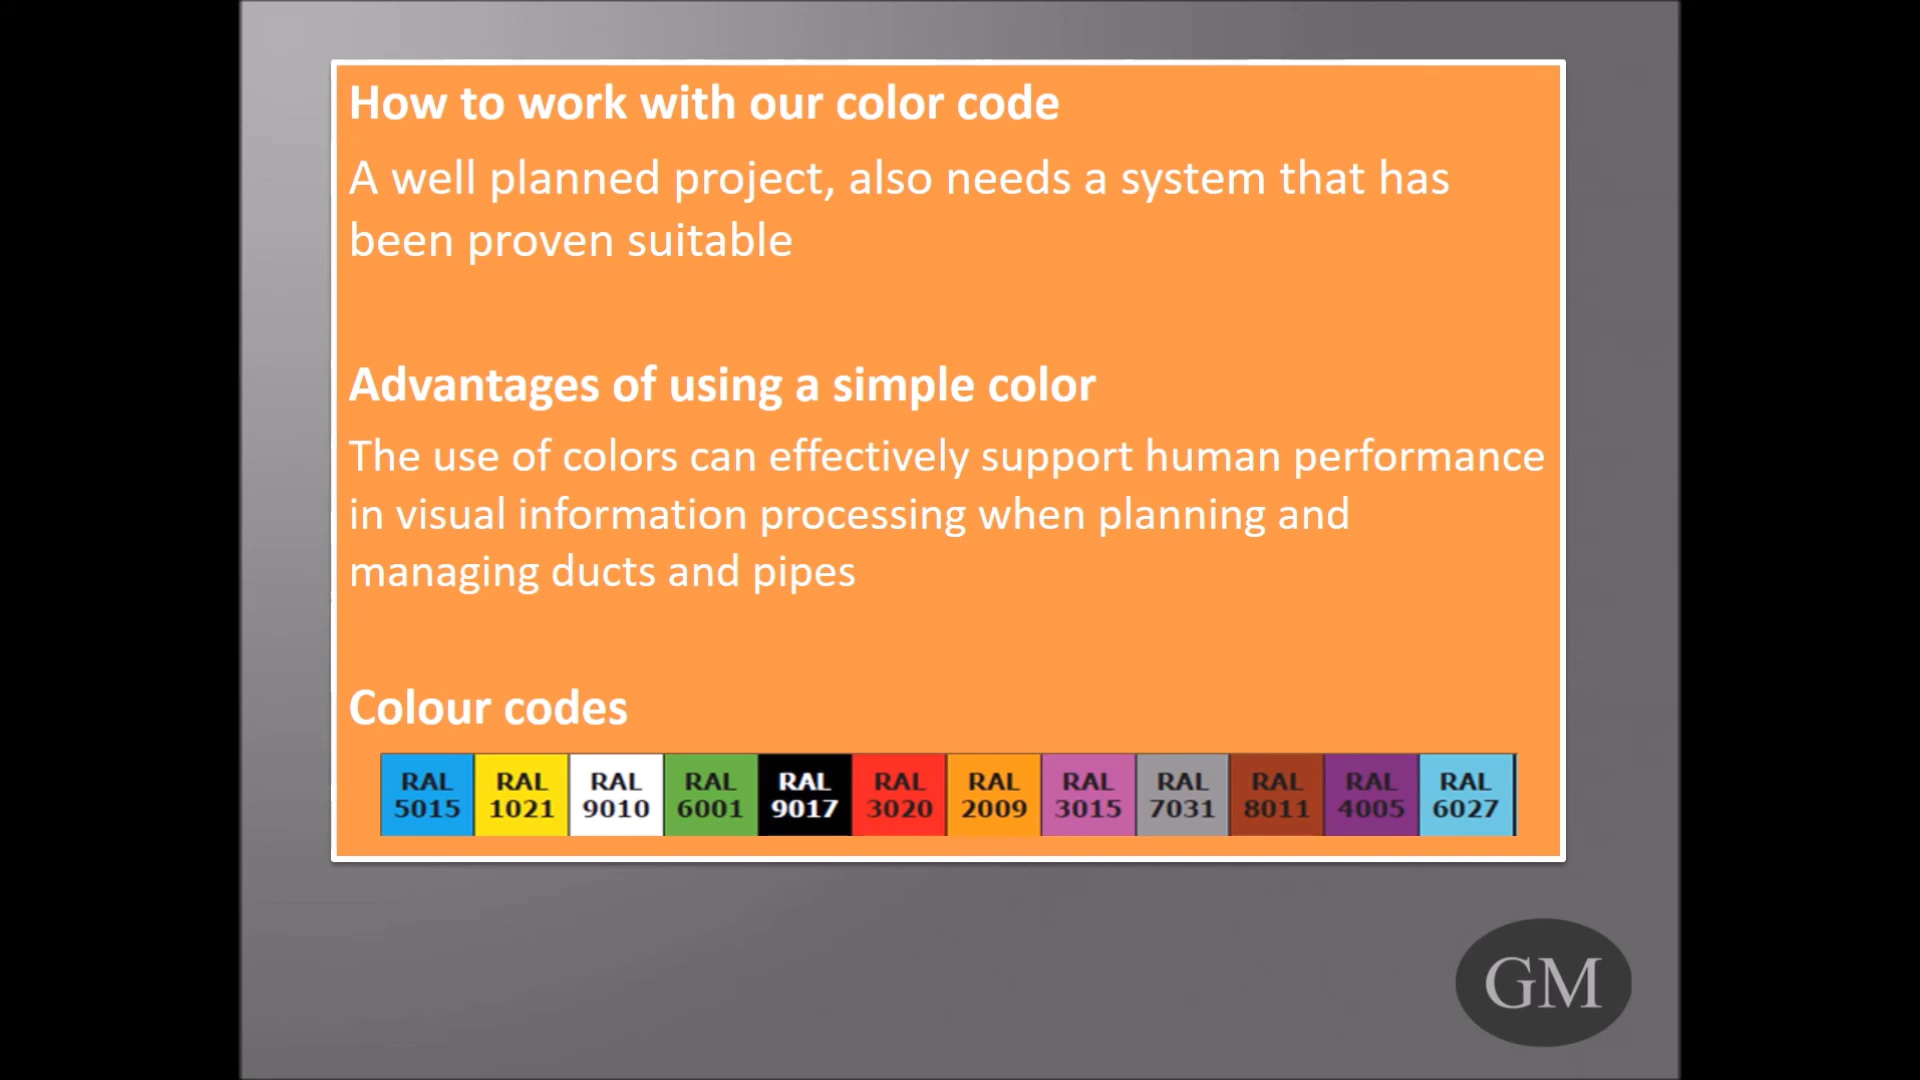 How to work with our color code
A well planned project, also needs a system that has
been proven suitable
Advantages of using a simple color
The use of colors can effectively support human performance
in visual information processing when planning and
managing ducts and pipes
Colour codes
RAL RAL RAL RAL RAL RAL RAL RAL RAL RAL RAL RAL
5015 1021 9010 6001 9017 3020 2009 3015 7031 8011 4005 6027
GM